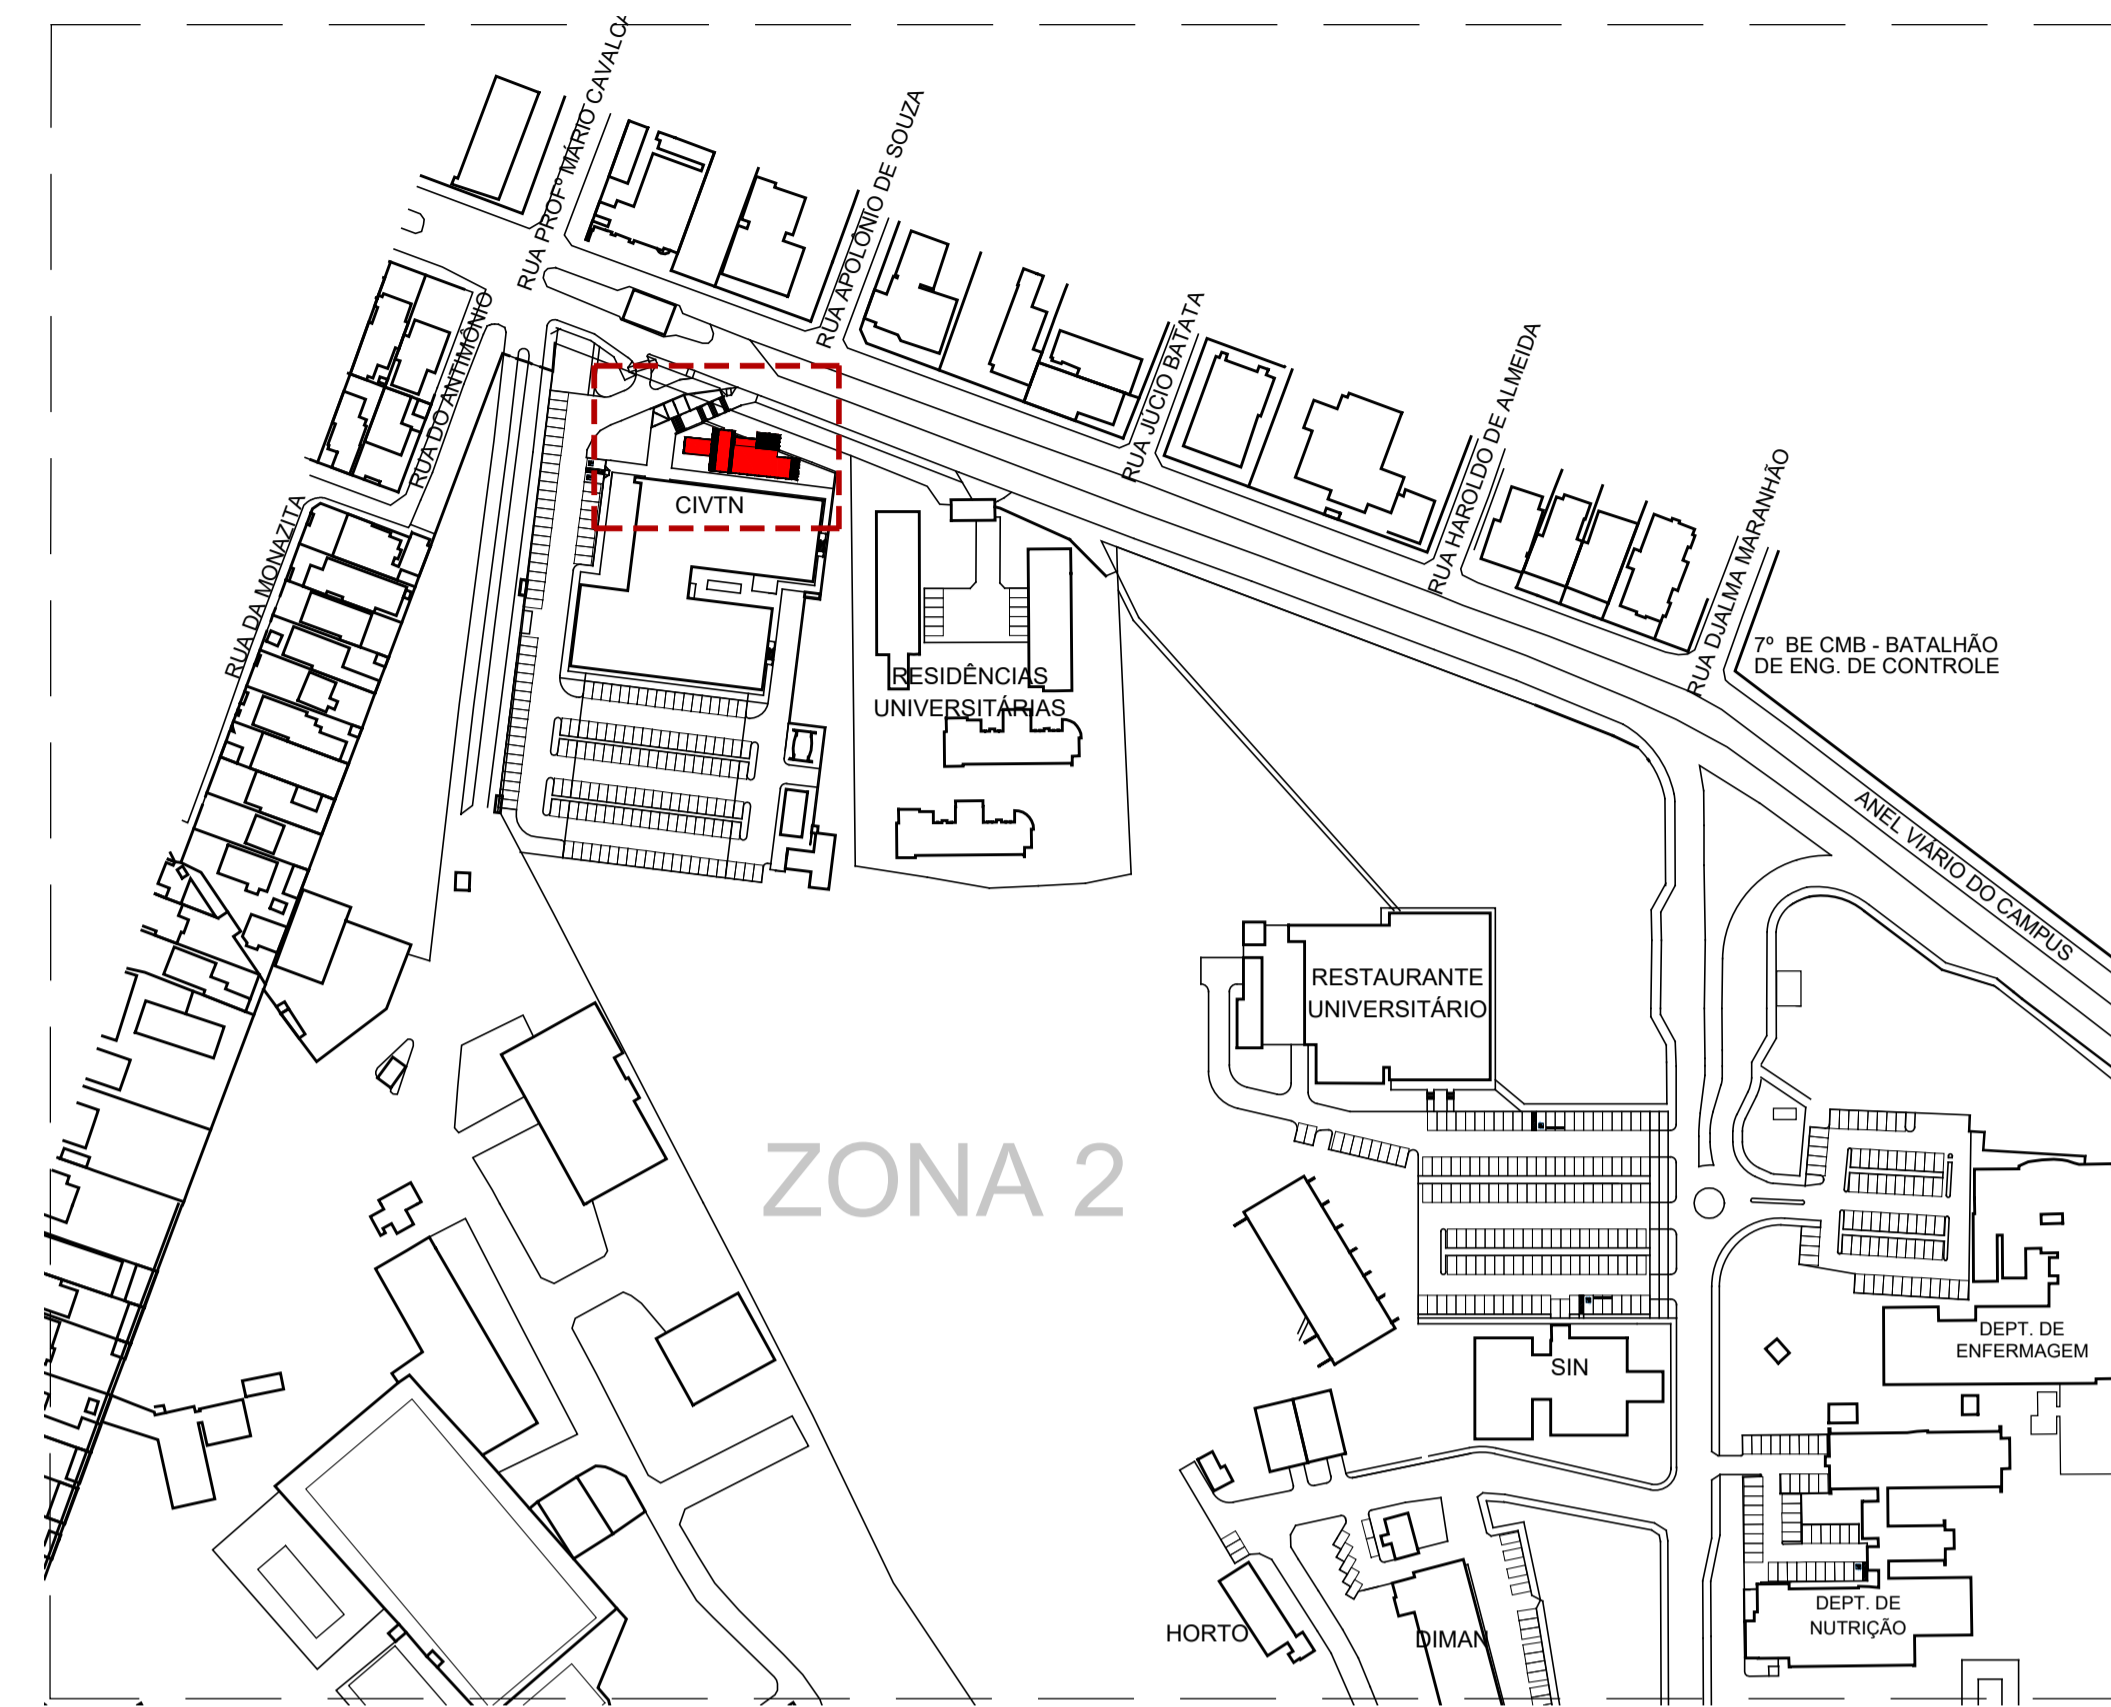 RUA PROFº MÁRIO CAVALCA
RUA APOLÔNIO DE SOUZA
RUA DO ANTIMÔNIO
RUA JÚCIO BATATA
RUA HAROLDO DE ALMEIDA
RUA DJALMA MARANHÃO
RUA DA MONAZITA
CIVTN
7º BE CMB - BATALHÃO
DE ENG. DE CONTROLE
RESIDÊNCIAS
UNIVERSITÁRIAS
ANEL VIÁRIO DO CAMPUS
RESTAURANTE
UNIVERSITÁRIO
ZONA 2
DEPT. DE
ENFERMAGEM
SIN
DEPT. DE
NUTRIÇÃO
HORTO
DIMAN